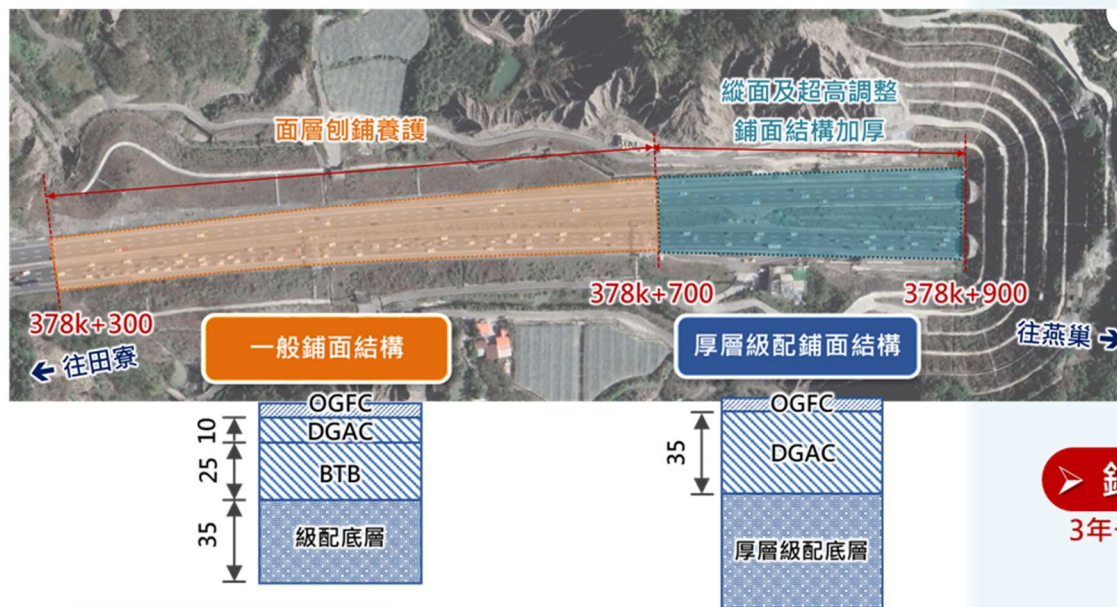 縱面及超高調整
面層刨鋪養護
鋪面結構加厚
378k+300
378k+700
378k+900
←往田寮
一般鋪面結構
厚層級配鋪面結構
往燕巢→
OGFC
10
DGAC
25
BTB
35
級配底層
OGFC
35
DGAC
厚層級配底層
3年